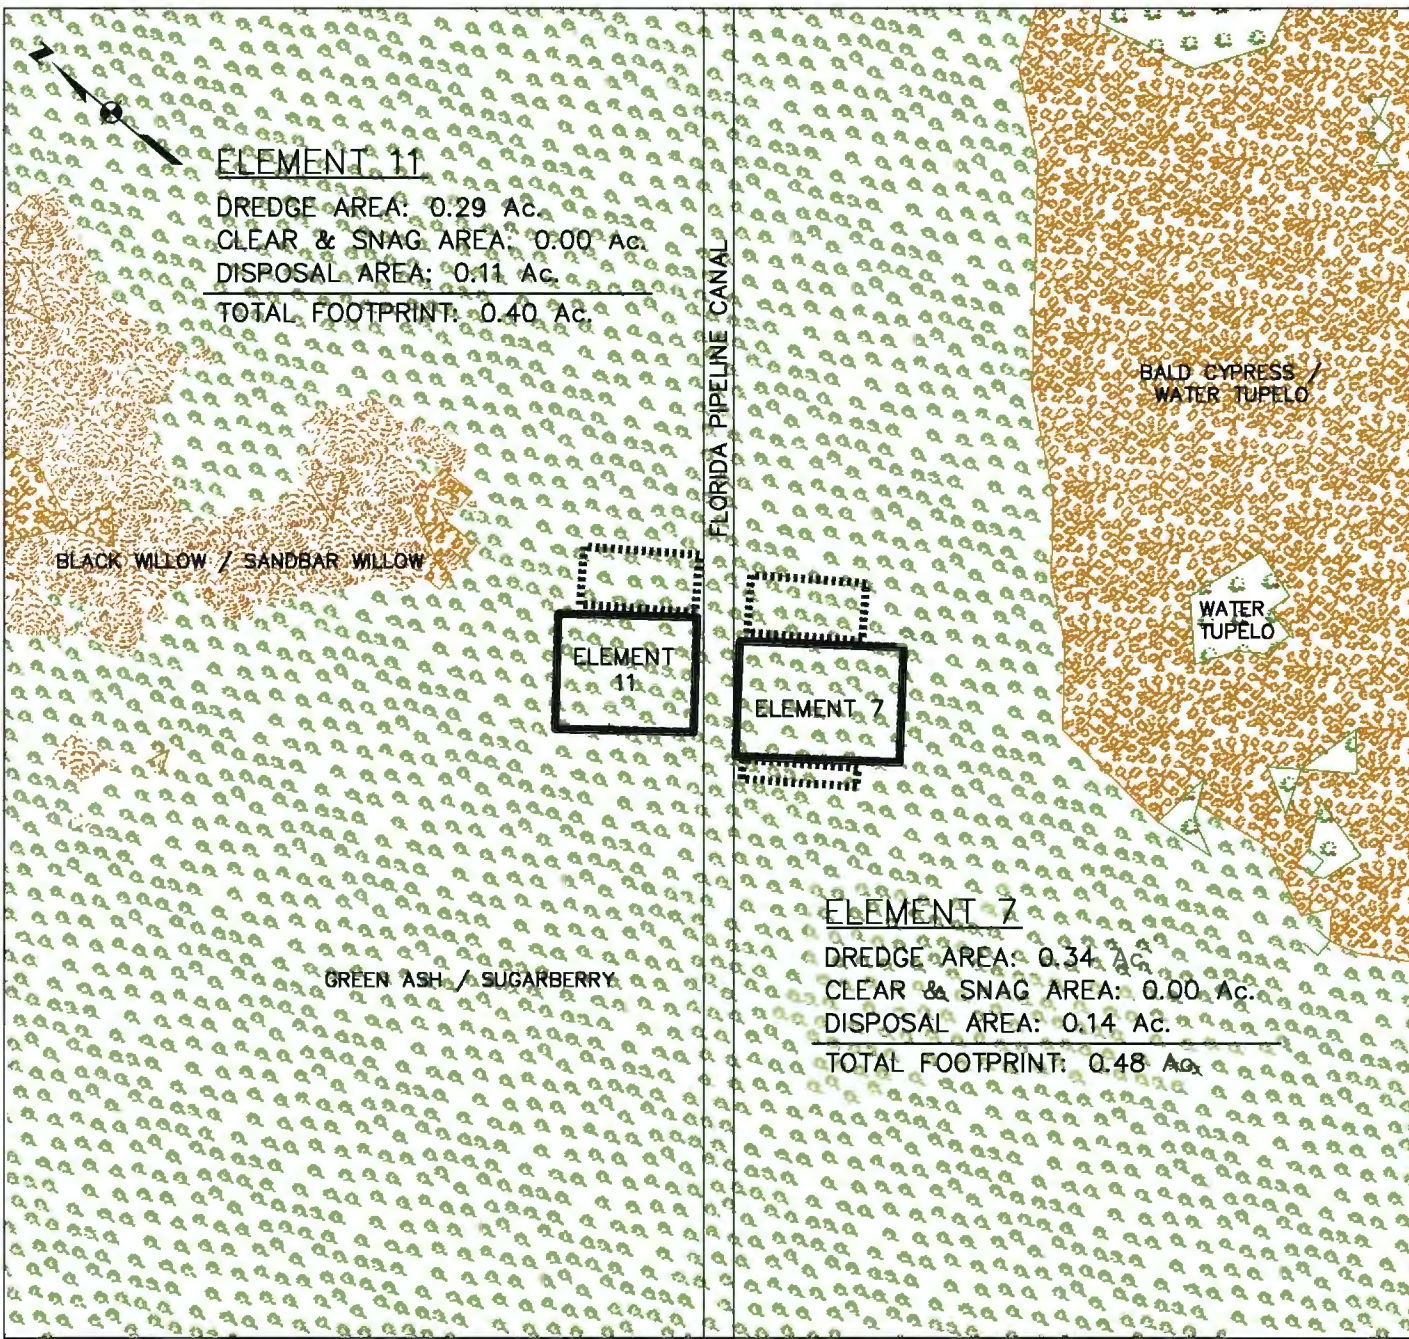 Z
ELEMENT 11
DREDGE AREA: 0.29 Ac.
CLEAR & SNAG AREA: 0.00 Ac.
DISPOSAL AREA: 0.11 Ac.
TOTAL FOOTPRINT: 0.40 Ac.
FLORIDA PIPELINE CANAL
BALD CYPRESS /
WATER TUPELO
BLACK WILLOW / SANDBAR WILLOW
WATER
TUPELO
ELEMENT
11
ELEMENT 7
ELEMENT 7
DREDGE AREA: 0.34 Ac.
CLEAR & SNAG AREA: 0.00 Ac.
DISPOSAL AREA: 0.14 Ac.
TOTAL FOOTPRINT: 0.48 Ac.
GREEN ASH / SUGARBERRY